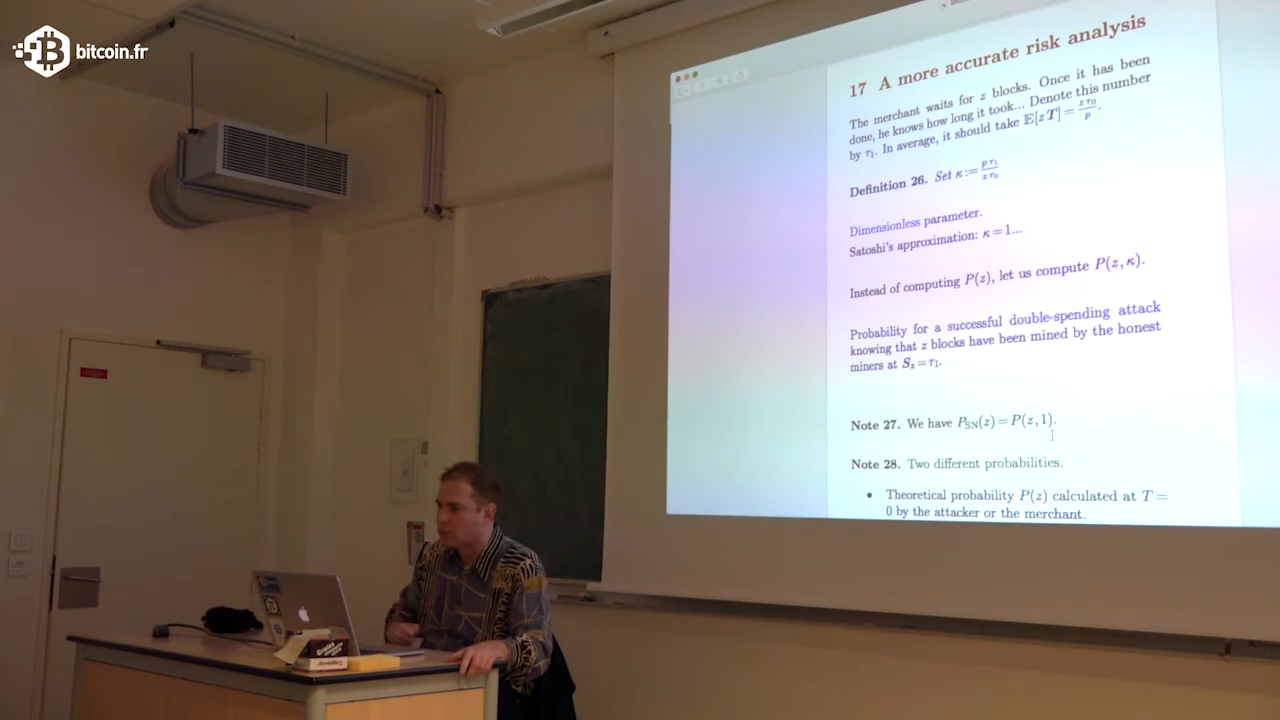 bitcoin.fr
17 A more accurate risk analysis
The merchant waits for z blocks. Once it has been
done, he knows how long it took... Denote this number
by τ₁. In average, it should take 𝔼[zT] = zτ₀/p.
Definition 26. Set κ := pτ₁/zτ₀
Dimensionless parameter.
Satoshi's approximation: κ = 1...
Instead of computing P(z), let us compute P(z, κ).
Probability for a successful double-spending attack
knowing that z blocks have been mined by the honest
miners at S_z = τ₁.
Note 27. We have P_SN(z) = P(z, 1).
Note 28. Two different probabilities.
• Theoretical probability P(z) calculated at T =
0 by the attacker or the merchant.